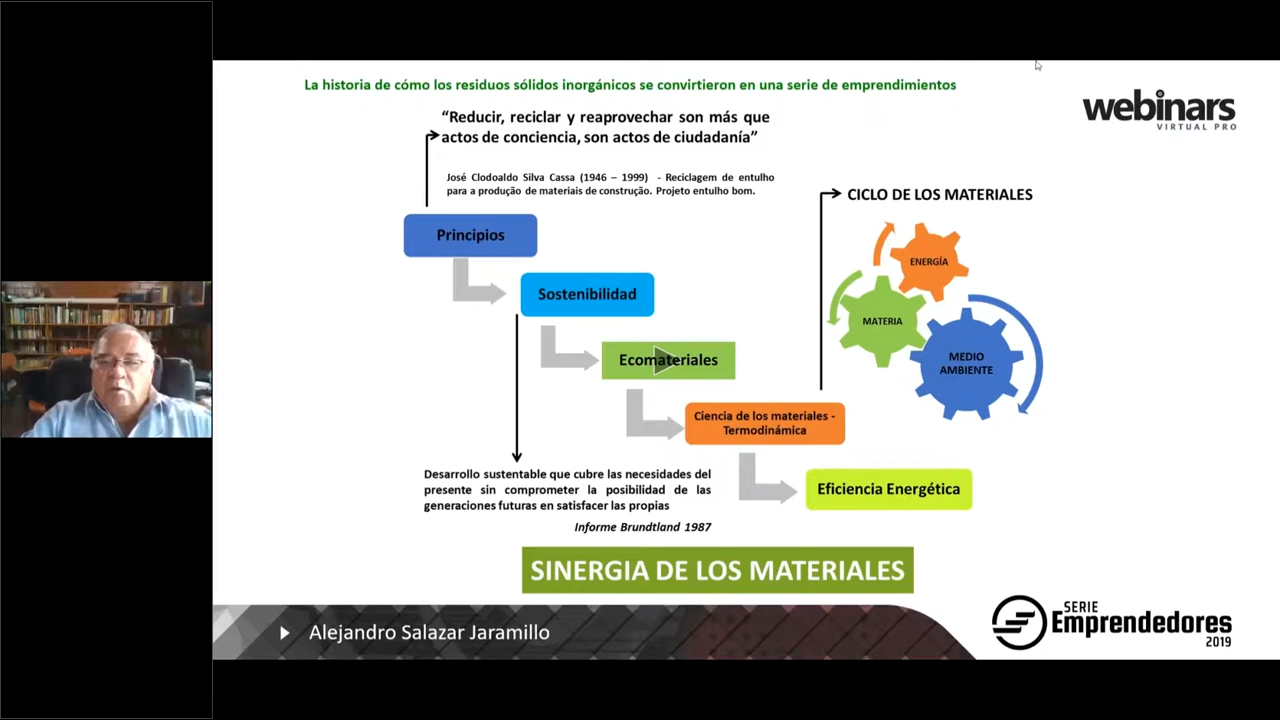 La historia de cómo los residuos sólidos inorgánicos se convirtieron en una serie de emprendimientos
webinars
VIRTUAL PRO
“Reducir, reciclar y reaprovechar son más que
actos de conciencia, son actos de ciudadanía”
José Clodoaldo Silva Cassa (1946 – 1999) - Reciclagem de entulho
para a produção de materiais de construção. Projeto entulho bom.
CICLO DE LOS MATERIALES
Principios
ENERGÍA
Sostenibilidad
MATERIA
Ecomateriales
MEDIO
AMBIENTE
Ciencia de los materiales -
Termodinámica
Desarrollo sustentable que cubre las necesidades del
presente sin comprometer la posibilidad de las
generaciones futuras en satisfacer las propias
Eficiencia Energética
Informe Brundtland 1987
SINERGIA DE LOS MATERIALES
Alejandro Salazar Jaramillo
SERIE
Emprendedores
2019